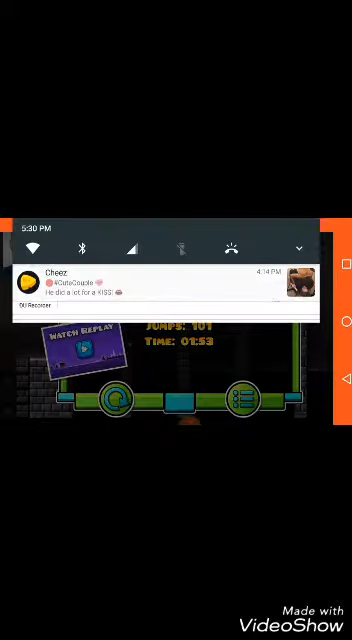 5:30 PM
Cheez
4:14 PM
#CuteCouple
He did a lot for a KISS!
DU Recorder
WATCH REPLAY
JUMPS: 101
TIME: 01:53
Made with
VideoShow